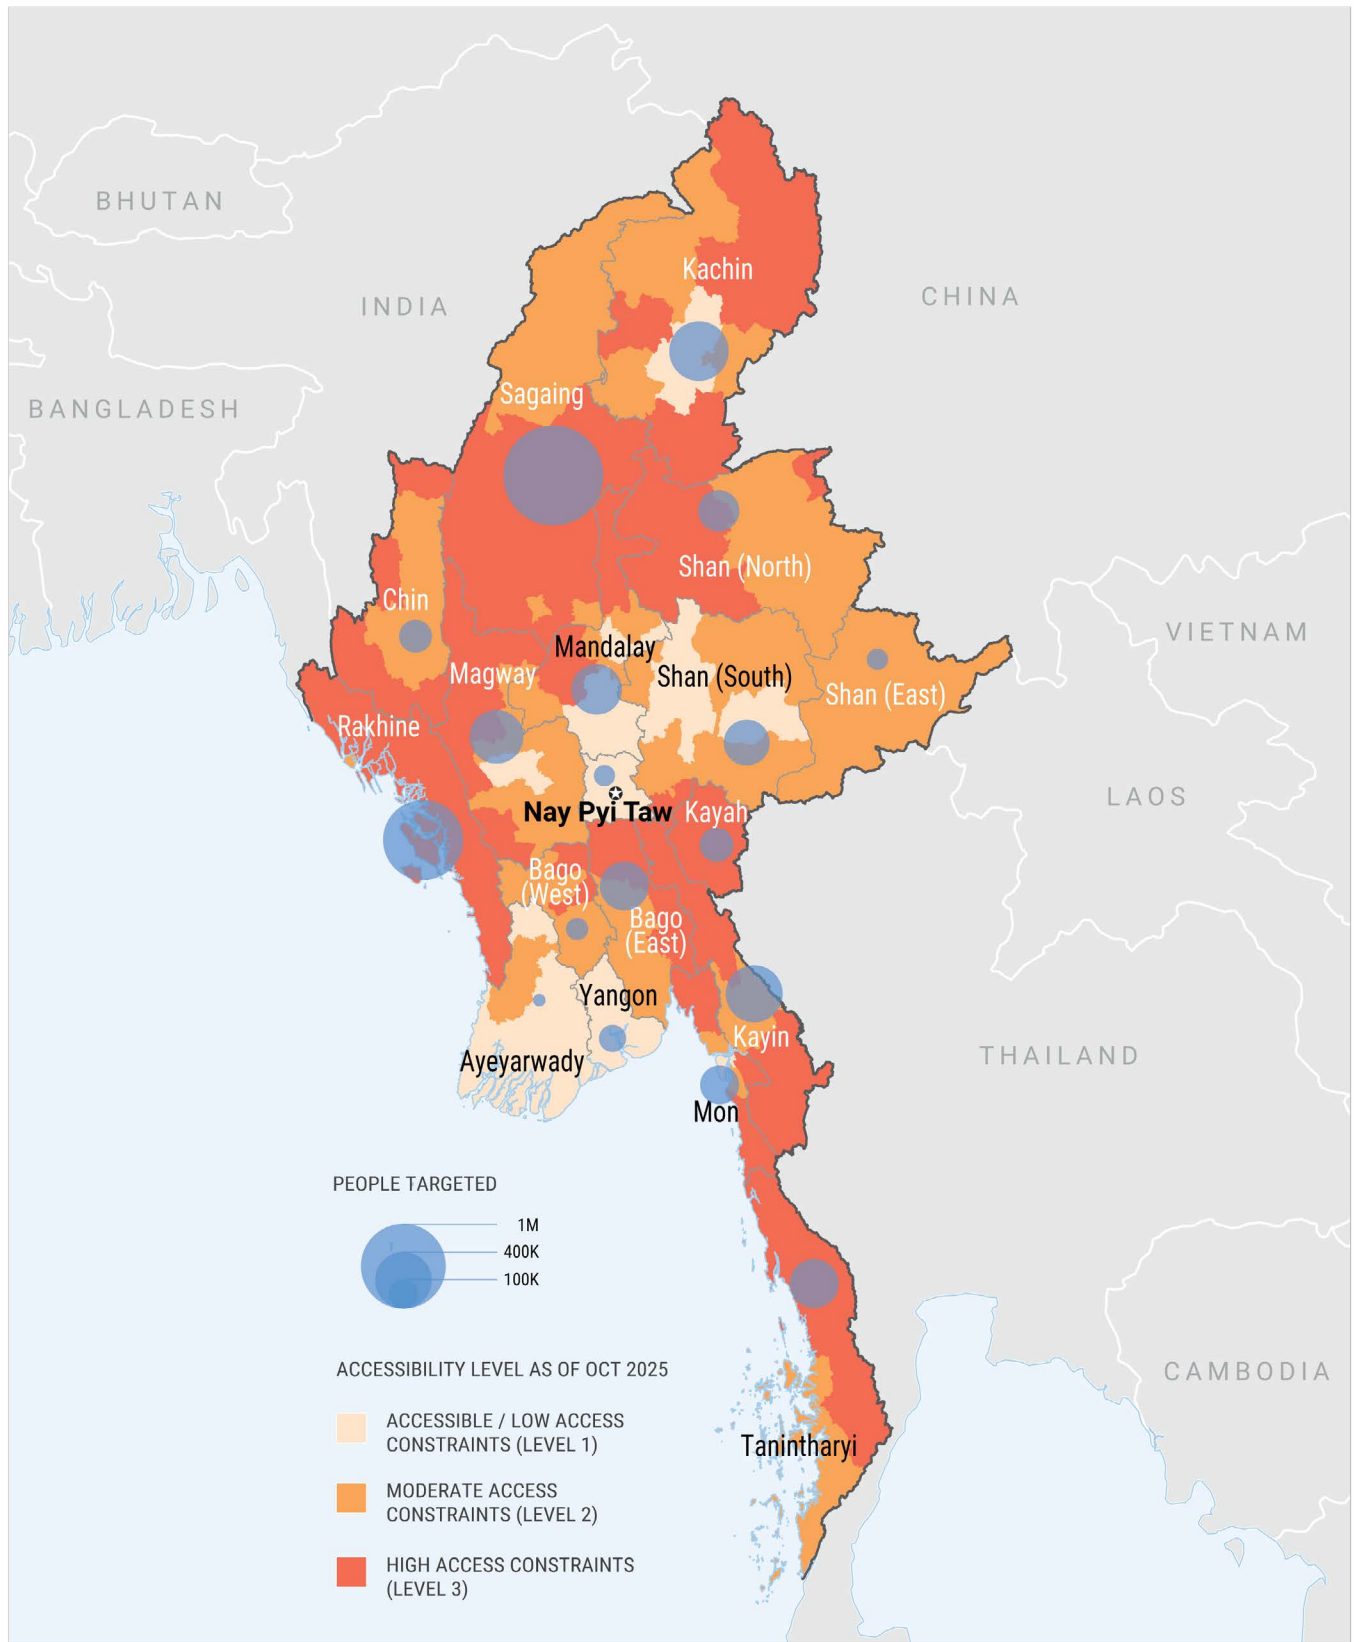 BHUTAN
INDIA
CHINA
BANGLADESH
Kachin
Sagaing
Shan (North)
Chin
Mandalay
Magway
Shan (South)
Shan (East)
VIETNAM
Rakhine
LAOS
Nay Pyi Taw
Kayah
Bago
(West)
Bago
(East)
Yangon
Kayin
Ayeyarwady
THAILAND
Mon
CAMBODIA
Tanintharyi
PEOPLE TARGETED
1M
400K
100K
ACCESSIBILITY LEVEL AS OF OCT 2025
ACCESSIBLE / LOW ACCESS
CONSTRAINTS (LEVEL 1)
MODERATE ACCESS
CONSTRAINTS (LEVEL 2)
HIGH ACCESS CONSTRAINTS
(LEVEL 3)